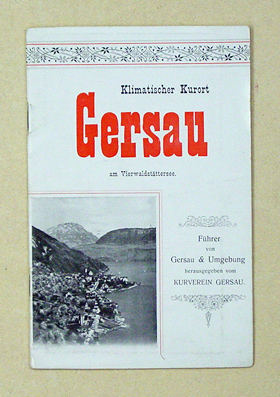 Klimatischer Kurort
Gersau
am Vierwaldstättersee.
Führer
von
Gersau & Umgebung
herausgegeben vom
KURVEREIN GERSAU.